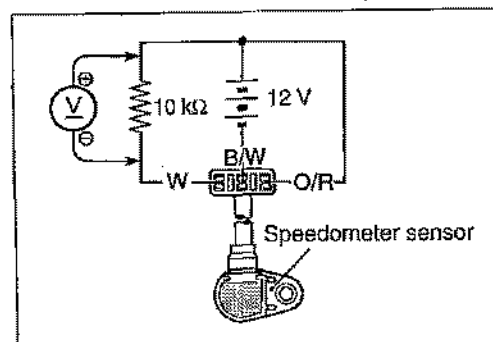 V
⊕
⊖
10 kΩ
12 V
B/W
W
O/R
Speedometer sensor